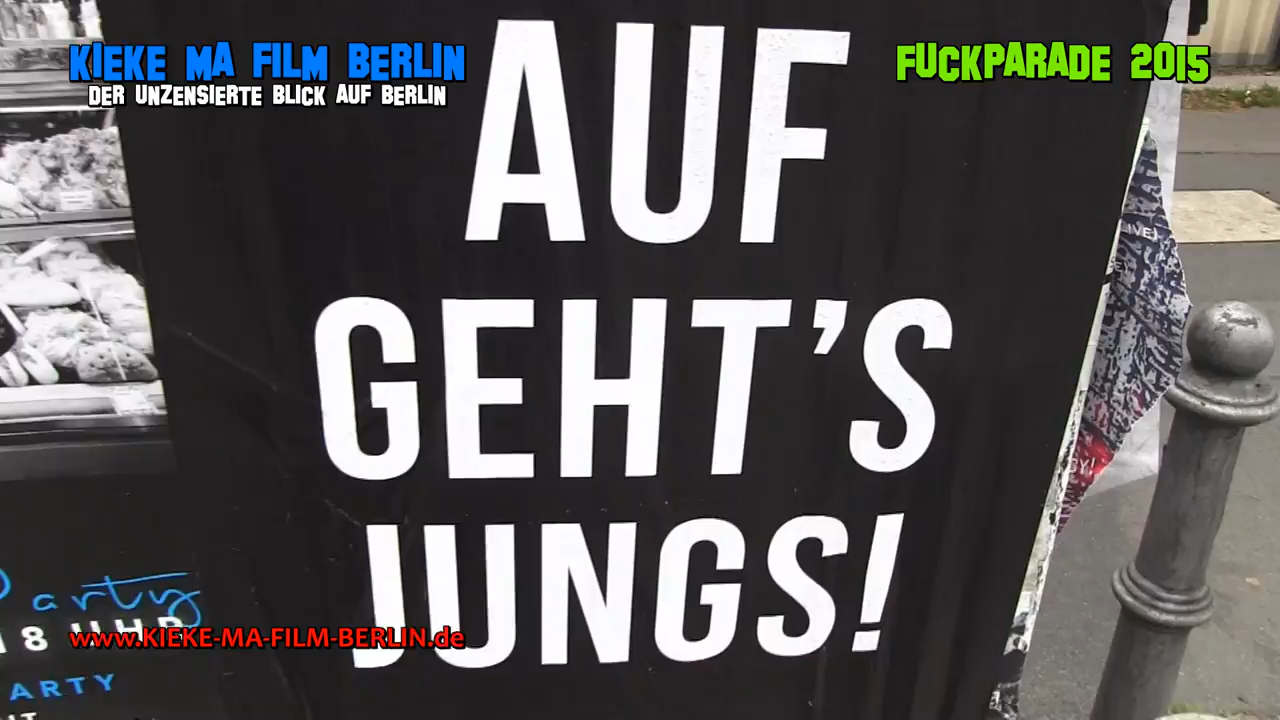 KIEKE MA FILM BERLIN
DER UNZENSIERTE BLICK AUF BERLIN
FUCKPARADE 2015
AUF
GEHT'S
JUNGS!
LIVE!
Party
18 UHR
www.KIEKE-MA-FILM-BERLIN.de
ARTY